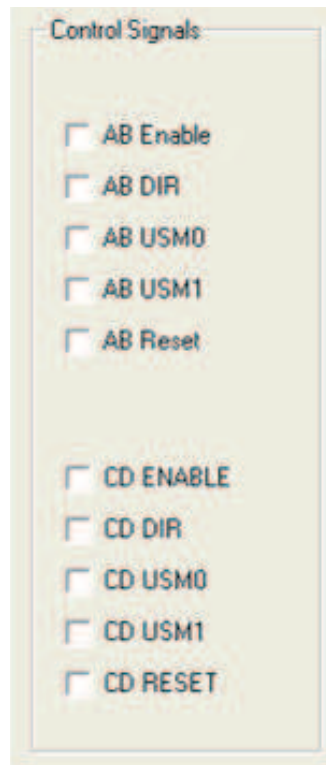 Control Signals
AB Enable
AB DIR
AB USM0
AB USM1
AB Reset
CD ENABLE
CD DIR
CD USM0
CD USM1
CD RESET